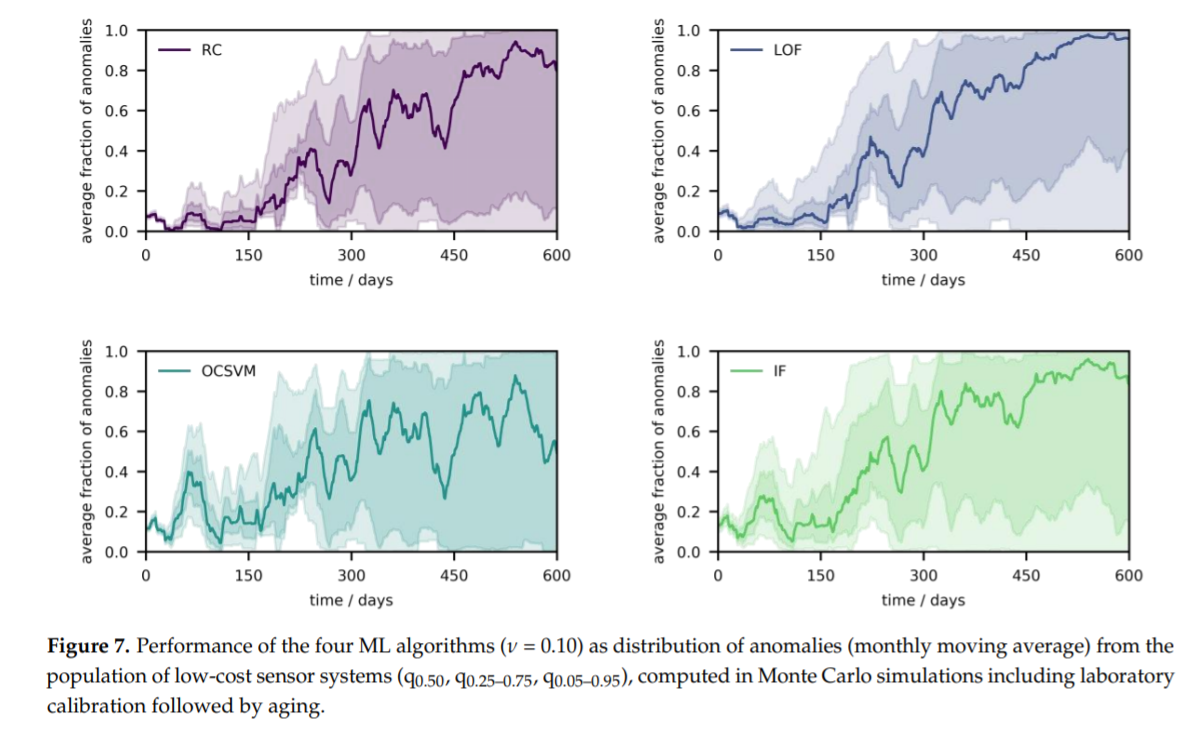 average fraction of anomalies
1.0
0.8
0.6
0.4
0.2
0.0
RC
0 150 300 450 600
time / days
average fraction of anomalies
1.0
0.8
0.6
0.4
0.2
0.0
LOF
0 150 300 450 600
time / days
average fraction of anomalies
1.0
0.8
0.6
0.4
0.2
0.0
OCSVM
0 150 300 450 600
time / days
average fraction of anomalies
1.0
0.8
0.6
0.4
0.2
0.0
IF
0 150 300 450 600
time / days
Figure 7. Performance of the four ML algorithms (ν = 0.10) as distribution of anomalies (monthly moving average) from the
population of low-cost sensor systems (q0.50, q0.25–0.75, q0.05–0.95), computed in Monte Carlo simulations including laboratory
calibration followed by aging.